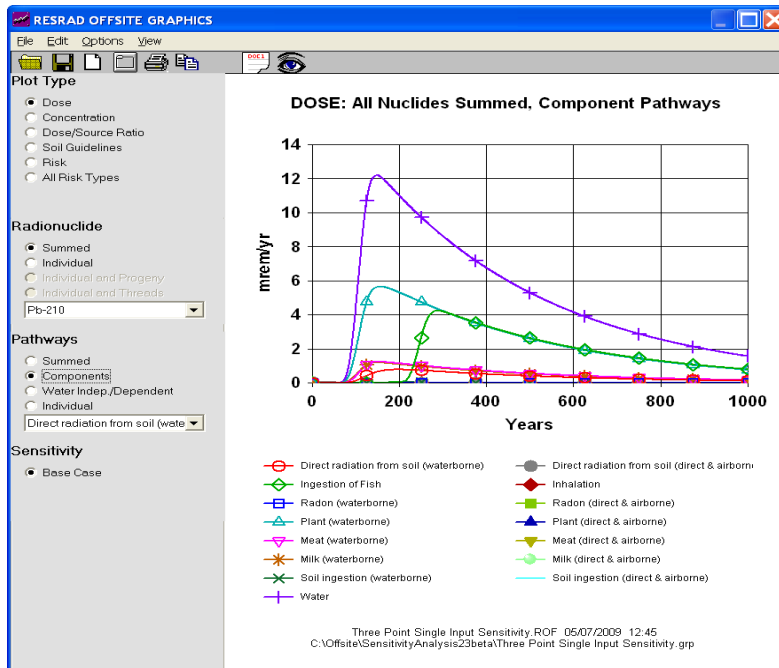 RESRAD OFFSITE GRAPHICS
File Edit Options View
DOC1
Plot Type
Dose
Concentration
Dose/Source Ratio
Soil Guidelines
Risk
All Risk Types
Radionuclide
Summed
Individual
Individual and Progeny
Individual and Threads
Pb-210
Pathways
Summed
Components
Water Indep./Dependent
Individual
Direct radiation from soil (wate
Sensitivity
Base Case
DOSE: All Nuclides Summed, Component Pathways
mrem/yr
14
12
10
8
6
4
2
0
0 200 400 600 800 1000
Years
Direct radiation from soil (waterborne)
Ingestion of Fish
Radon (waterborne)
Plant (waterborne)
Meat (waterborne)
Milk (waterborne)
Soil ingestion (waterborne)
Water
Direct radiation from soil (direct & airborn
Inhalation
Radon (direct & airborne)
Plant (direct & airborne)
Meat (direct & airborne)
Milk (direct & airborne)
Soil ingestion (direct & airborne)
Three Point Single Input Sensitivity.ROF 05/07/2009 12:45
C:\Offsite\SensitivityAnalysis23beta\Three Point Single Input Sensitivity.grp